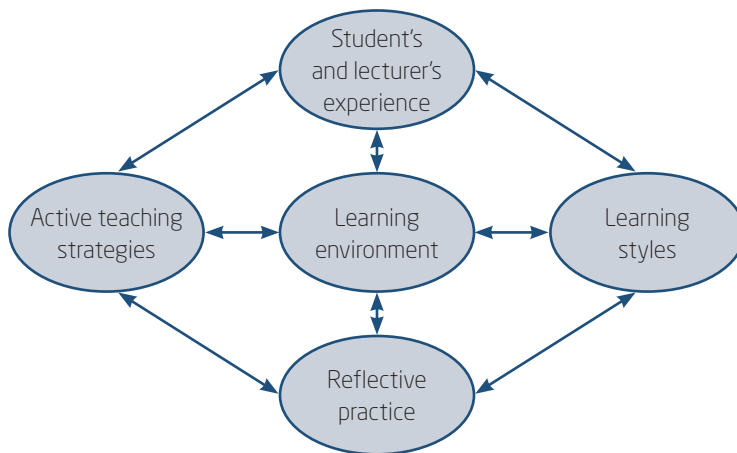 Student's
and lecturer's
experience
Active teaching
strategies
Learning
environment
Learning
styles
Reflective
practice